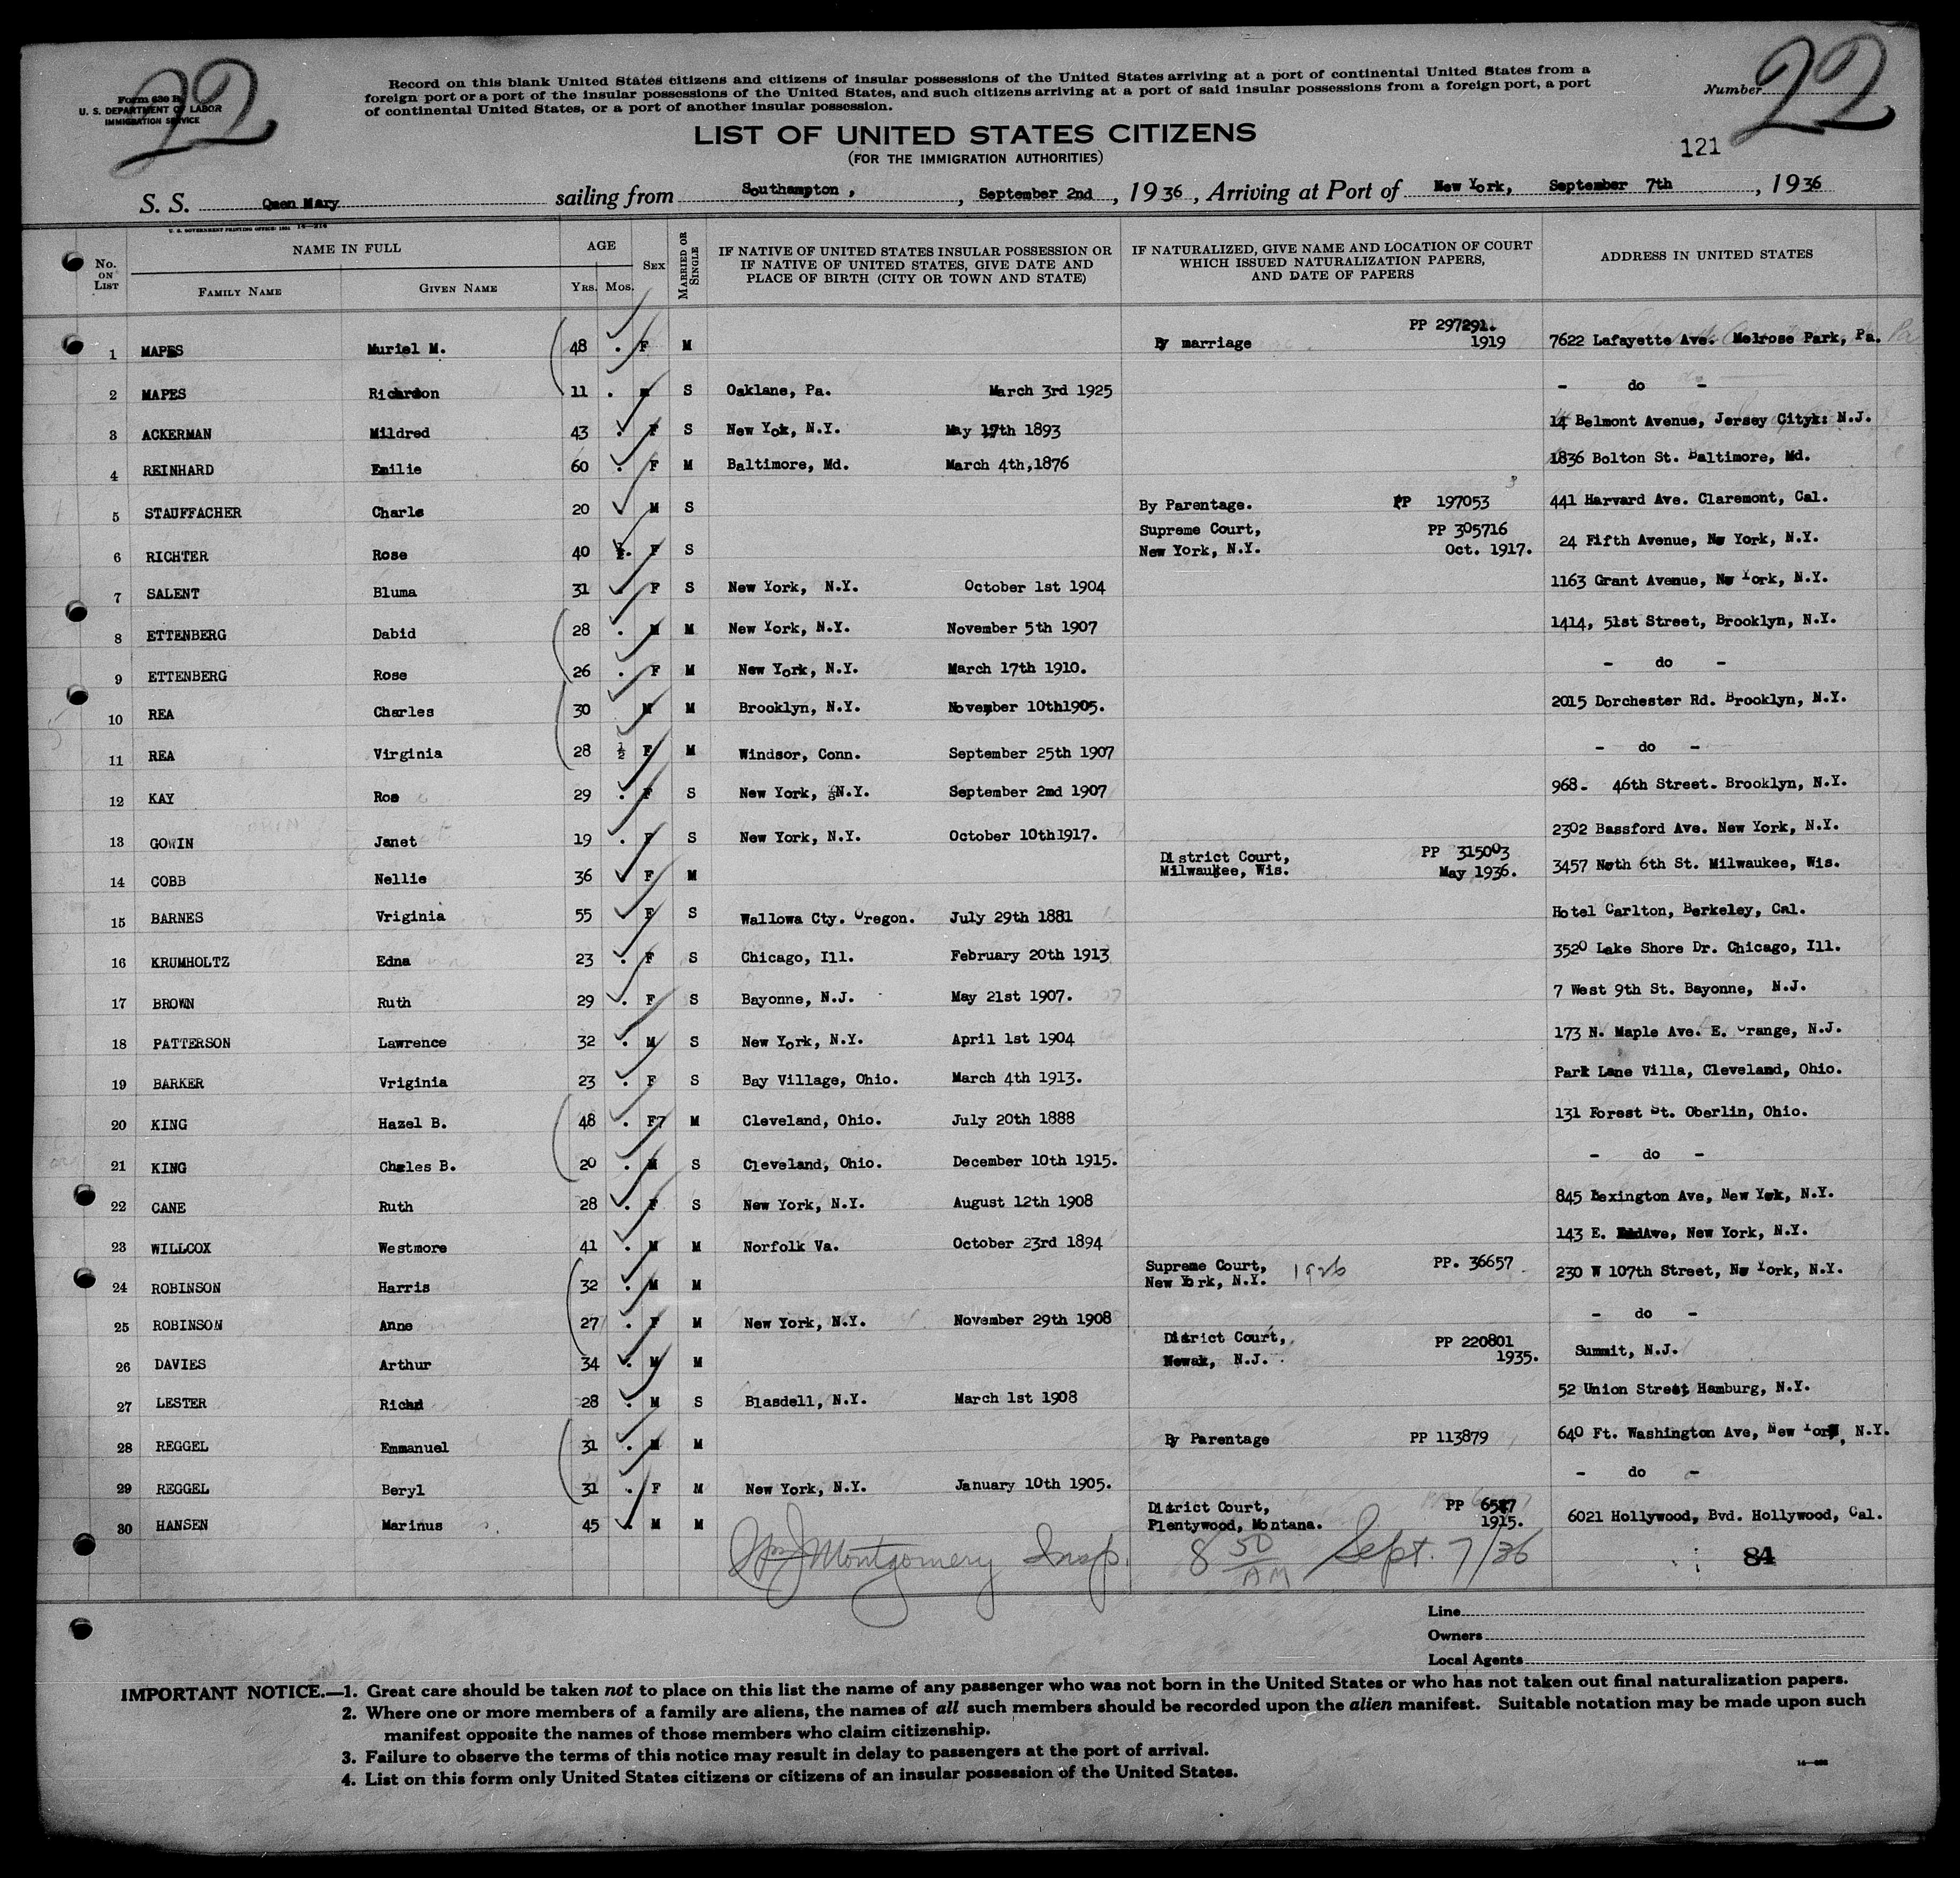 22
22
Form 630 B
U. S. DEPARTMENT OF LABOR
IMMIGRATION SERVICE
Record on this blank United States citizens and citizens of insular possessions of the United States arriving at a port of continental United States from a
foreign port or a port of the insular possessions of the United States, and such citizens arriving at a port of said insular possessions from a foreign port, a port
of continental United States, or a port of another insular possession.
Number
LIST OF UNITED STATES CITIZENS
(FOR THE IMMIGRATION AUTHORITIES)
121
S. S. Queen Mary sailing from Southampton, , September 2nd , 1936 , Arriving at Port of New York, September 7th , 1936
U. S. GOVERNMENT PRINTING OFFICE: 1931 14—214
No. ON LIST NAME IN FULL FAMILY NAME GIVEN NAME AGE YRS. MOS. SEX MARRIED OR SINGLE IF NATIVE OF UNITED STATES INSULAR POSSESSION OR IF NATIVE OF UNITED STATES, GIVE DATE AND PLACE OF BIRTH (CITY OR TOWN AND STATE) IF NATURALIZED, GIVE NAME AND LOCATION OF COURT WHICH ISSUED NATURALIZATION PAPERS, AND DATE OF PAPERS ADDRESS IN UNITED STATES
1 MAPES Muriel M. 48 F M By marriage PP 297291. 1919 7622 Lafayette Ave. Melrose Park, Pa.
2 MAPES 11 S Oaklane, Pa. March 3rd 1925 - do -
3 ACKERMAN Mildred 43 F S New Yok, N.Y. May 17th 1893 14 Belmont Avenue, Jersey Cityk: N.J.
4 REINHARD Emilie 60 F M Baltimore, Md. March 4th,1876 1836 Bolton St. Baltimore, Md.
5 STAUFFACHER Charls 20 M S By Parentage. PP 197053 441 Harvard Ave. Claremont, Cal.
6 RICHTER Rose 40 F S Supreme Court, New York, N.Y. PP 305716 Oct. 1917. 24 Fifth Avenue, Nw York, N.Y.
7 SALENT Bluma 31 F S New York, N.Y. October 1st 1904 1163 Grant Avenue, Nw York, N.Y.
8 ETTENBERG Dabid 28 M M New York, N.Y. November 5th 1907 1414, 51st Street, Brooklyn, N.Y.
9 ETTENBERG Rose 26 F M New York, N.Y. March 17th 1910. - do -
10 REA Charles 30 M M Brooklyn, N.Y. November 10th1905. 2015 Dorchester Rd. Brooklyn, N.Y.
11 REA Virginia 28 ½ F M Windsor, Conn. September 25th 1907 - do -
12 KAY Ros 29 F S New York, N.Y. September 2nd 1907 968- 46th Street- Brooklyn, N.Y.
13 GOWIN Janet 19 F S New York, N.Y. October 10th1917. 2302 Bassford Ave. New York, N.Y.
14 COBB Nellie 36 F M District Court, Milwaukee, Wis. PP 315003 May 1936. 3457 Noth 6th St. Milwaukee, Wis.
15 BARNES Vriginia 55 F S Wallowa Cty. Oregon. July 29th 1881 Hotel Carlton, Berkeley, Cal.
16 KRUMHOLTZ Edna 23 F S Chicago, Ill. February 20th 1913 3520 Lake Shore Dr. Chicago, Ill.
17 BROWN Ruth 29 F S Bayonne, N.J. May 21st 1907. 7 West 9th St. Bayonne, N.J.
18 PATTERSON Lawrence 32 M S New York, N.Y. April 1st 1904 173 N. Maple Ave. E. Orange, N.J.
19 BARKER Vriginia 23 F S Bay Village, Ohio. March 4th 1913. Park Lane Villa, Cleveland, Ohio.
20 KING Hazel B. 48 F7 M Cleveland, Ohio. July 20th 1888 131 Forest St. Oberlin, Ohio.
21 KING Chales B. 20 M S Cleveland, Ohio. December 10th 1915. - do -
22 CANE Ruth 28 F S New York, N.Y. August 12th 1908 845 Lexington Ave, New York, N.Y.
23 WILLCOX Westmore 41 M M Norfolk Va. October 23rd 1894 143 E. Ave, New York, N.Y.
24 ROBINSON Harris 32 M M Supreme Court, New York, N.Y. 1926 PP. 36657 230 W 107th Street, Nw York, N.Y.
25 ROBINSON Anne 27 F M New York, N.Y. November 29th 1908 - do -
26 DAVIES Arthur 34 M M District Court, Newak, N.J. PP 220801 1935. Summit, N.J.
27 LESTER Richd 28 M S Blasdell, N.Y. March 1st 1908 52 Union Street, Hamburg, N.Y.
28 REGGEL Emmanuel 31 M M By Parentage PP 113879 640 Ft. Washington Ave, New York, N.Y.
29 REGGEL Beryl 31 F M New York, N.Y. January 10th 1905. - do -
30 HANSEN Marinus 45 M M District Court, Plentywood, Montana. PP 1915. 6021 Hollywood, Bvd. Hollywood, Cal.
Wm J Montgomery Insp. 8 50 AM Sept. 7/36
84
Line
Owners
Local Agents
IMPORTANT NOTICE.—1. Great care should be taken not to place on this list the name of any passenger who was not born in the United States or who has not taken out final naturalization papers.
2. Where one or more members of a family are aliens, the names of all such members should be recorded upon the alien manifest. Suitable notation may be made upon such
manifest opposite the names of those members who claim citizenship.
3. Failure to observe the terms of this notice may result in delay to passengers at the port of arrival.
4. List on this form only United States citizens or citizens of an insular possession of the United States.